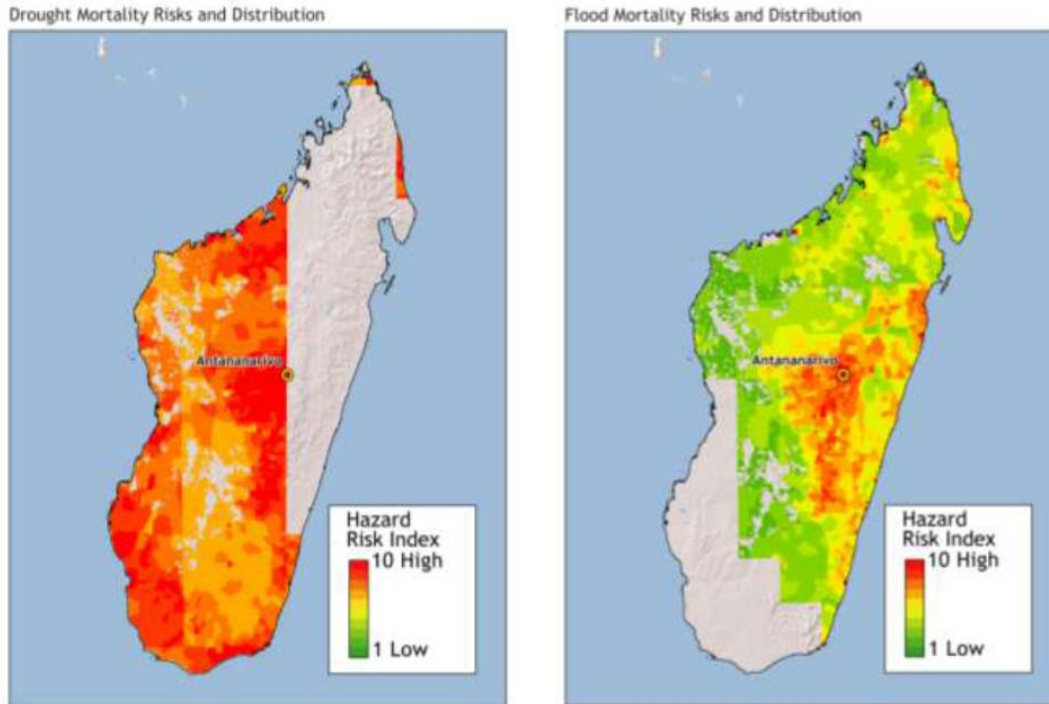 Drought Mortality Risks and Distribution
Antananarivo
Hazard
Risk Index
10 High
1 Low
Flood Mortality Risks and Distribution
Antananarivo
Hazard
Risk Index
10 High
1 Low